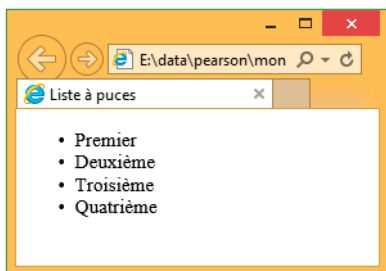 E:\data\pearson\mon
Liste à puces
• Premier
• Deuxième
• Troisième
• Quatrième